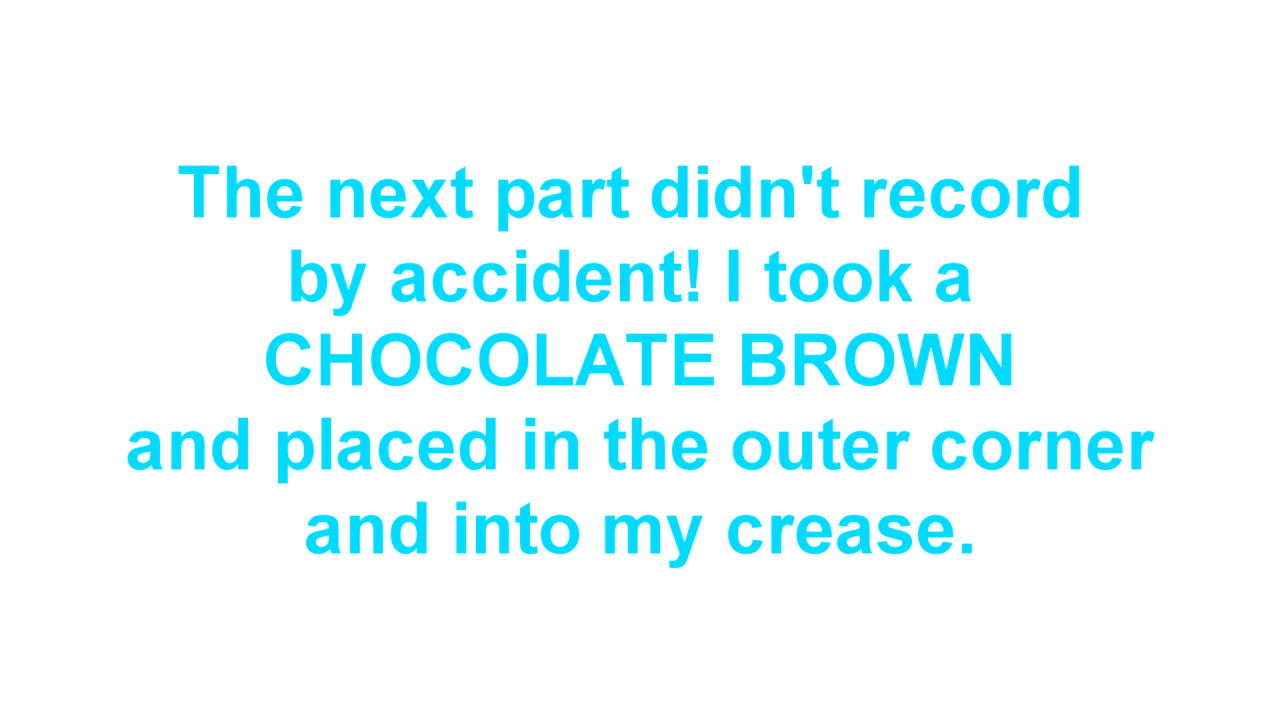 The next part didn't record
by accident! I took a
CHOCOLATE BROWN
and placed in the outer corner
and into my crease.